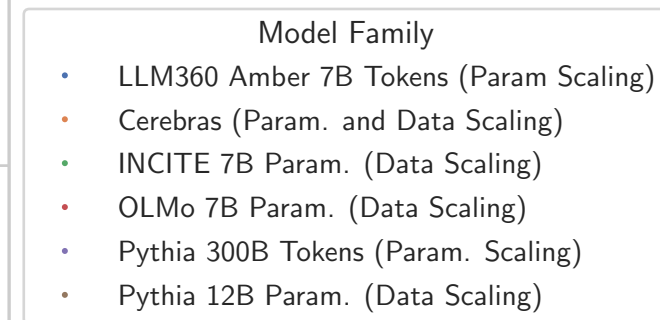 Model Family
LLM360 Amber 7B Tokens (Param Scaling)
Cerebras (Param. and Data Scaling)
INCITE 7B Param. (Data Scaling)
OLMo 7B Param. (Data Scaling)
Pythia 300B Tokens (Param. Scaling)
Pythia 12B Param. (Data Scaling)